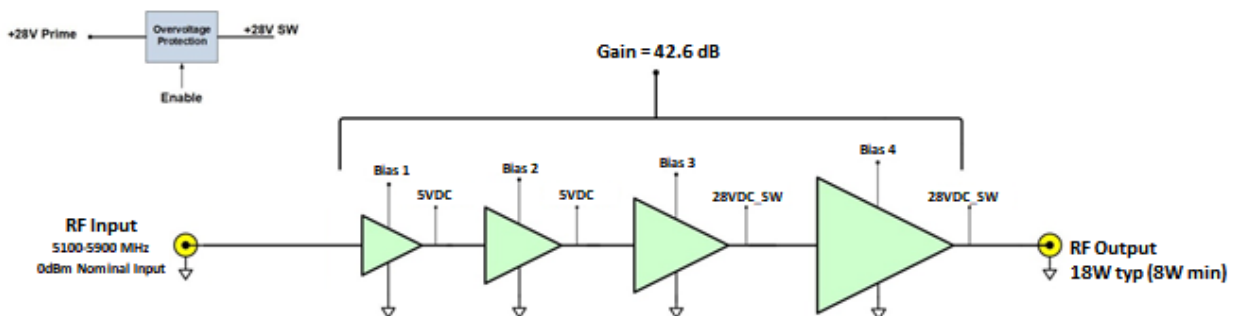 +28V Prime
Overvoltage
Protection
+28V SW
Enable
Gain = 42.6 dB
Bias 1
Bias 2
Bias 3
Bias 4
5VDC
5VDC
28VDC_SW
28VDC_SW
RF Input
5100-5900 MHz
0dBm Nominal Input
RF Output
18W typ (8W min)